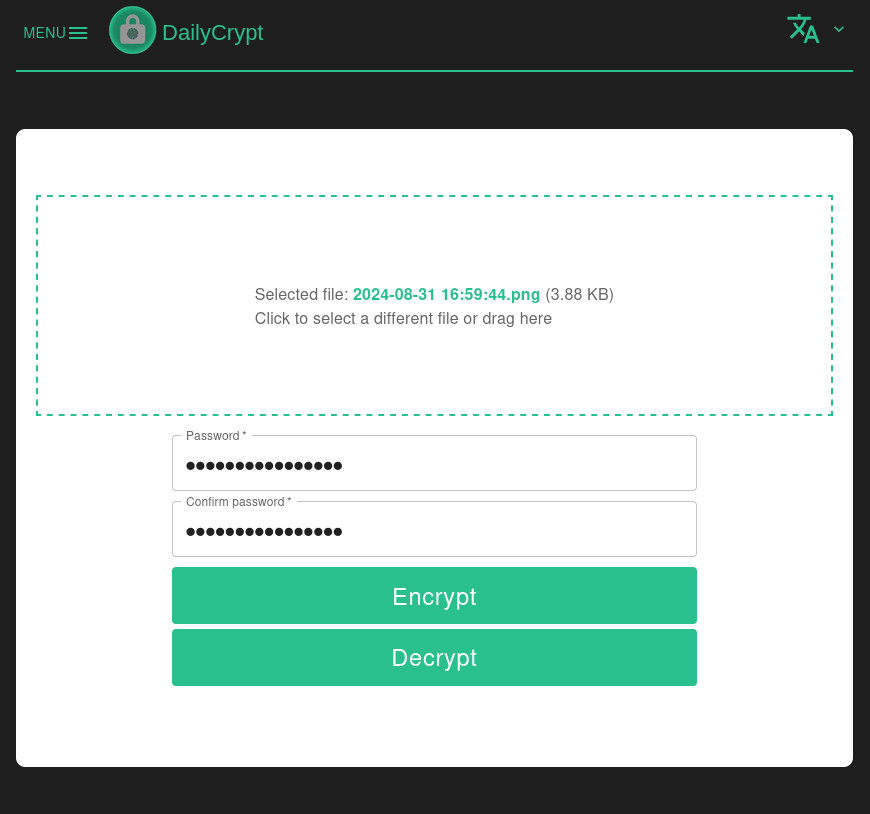 MENU
DailyCrypt
Selected file: 2024-08-31 16:59:44.png (3.88 KB)
Click to select a different file or drag here
Password *
●●●●●●●●●●●●●●●●
Confirm password *
●●●●●●●●●●●●●●●●
Encrypt
Decrypt